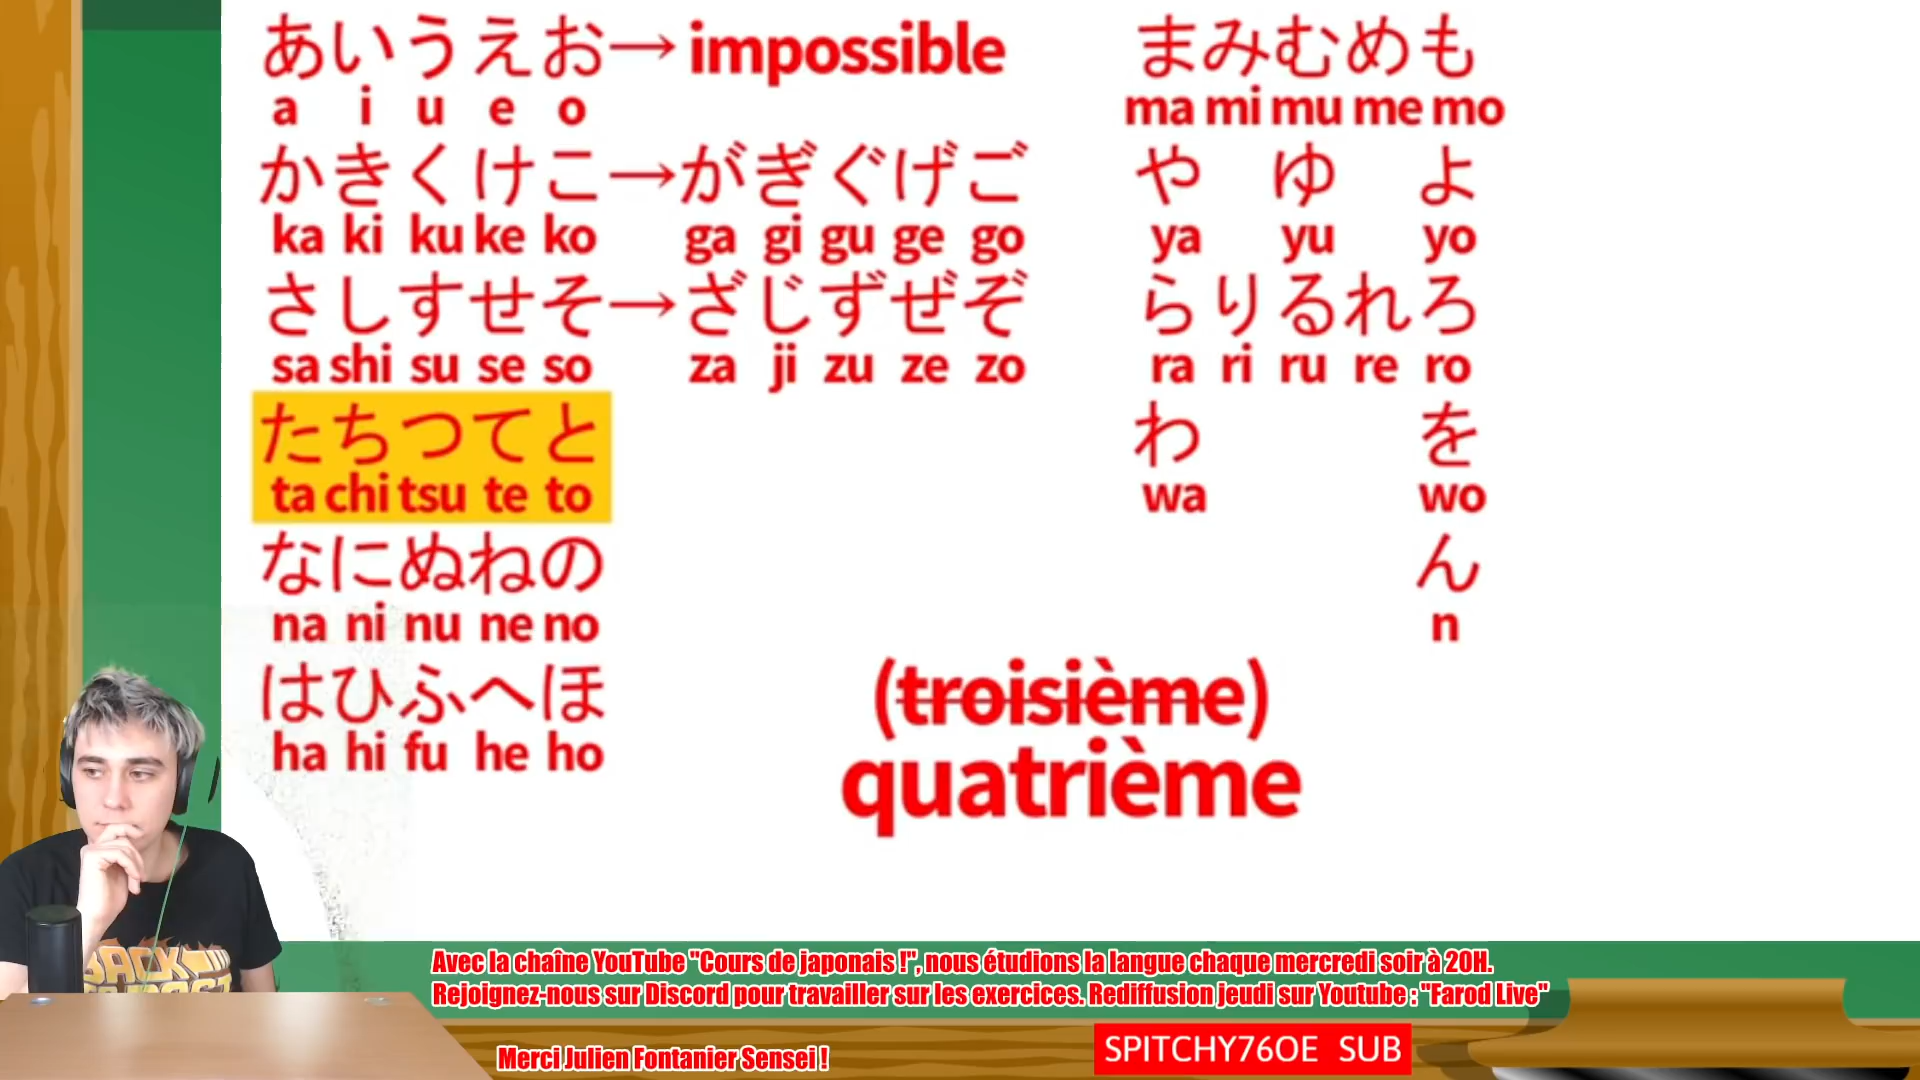 あいうえお→impossible
a i u e o
かきくけこ→がぎぐげご
ka ki ku ke ko ga gi gu ge go
さしすせそ→ざじずぜぞ
sa shi su se so za ji zu ze zo
たちつてと
ta chi tsu te to
なにぬねの
na ni nu ne no
はひふへほ
ha hi fu he ho
まみむめも
ma mi mu me mo
や ゆ よ
ya yu yo
らりるれろ
ra ri ru re ro
わ を
wa wo
ん
n
(troisième)
quatrième
Avec la chaîne YouTube "Cours de japonais !", nous étudions la langue chaque mercredi soir à 20H.
Rejoignez-nous sur Discord pour travailler sur les exercices. Rediffusion jeudi sur Youtube : "Farod Live"
Merci Julien Fontanier Sensei !
SPITCHY76OE SUB